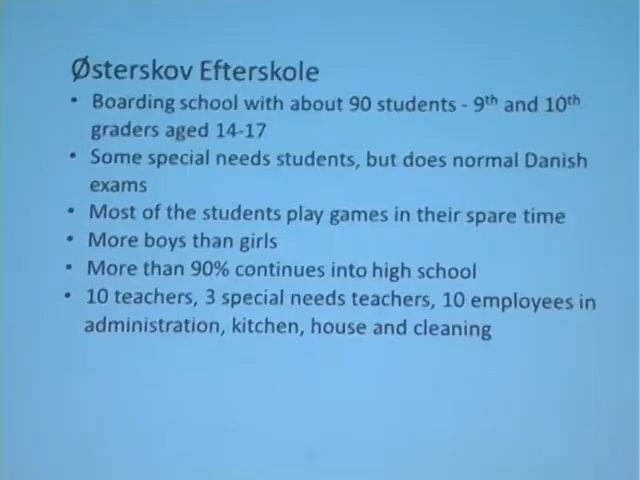 Østerskov Efterskole
• Boarding school with about 90 students - 9th and 10th
graders aged 14-17
• Some special needs students, but does normal Danish
exams
• Most of the students play games in their spare time
• More boys than girls
• More than 90% continues into high school
• 10 teachers, 3 special needs teachers, 10 employees in
administration, kitchen, house and cleaning